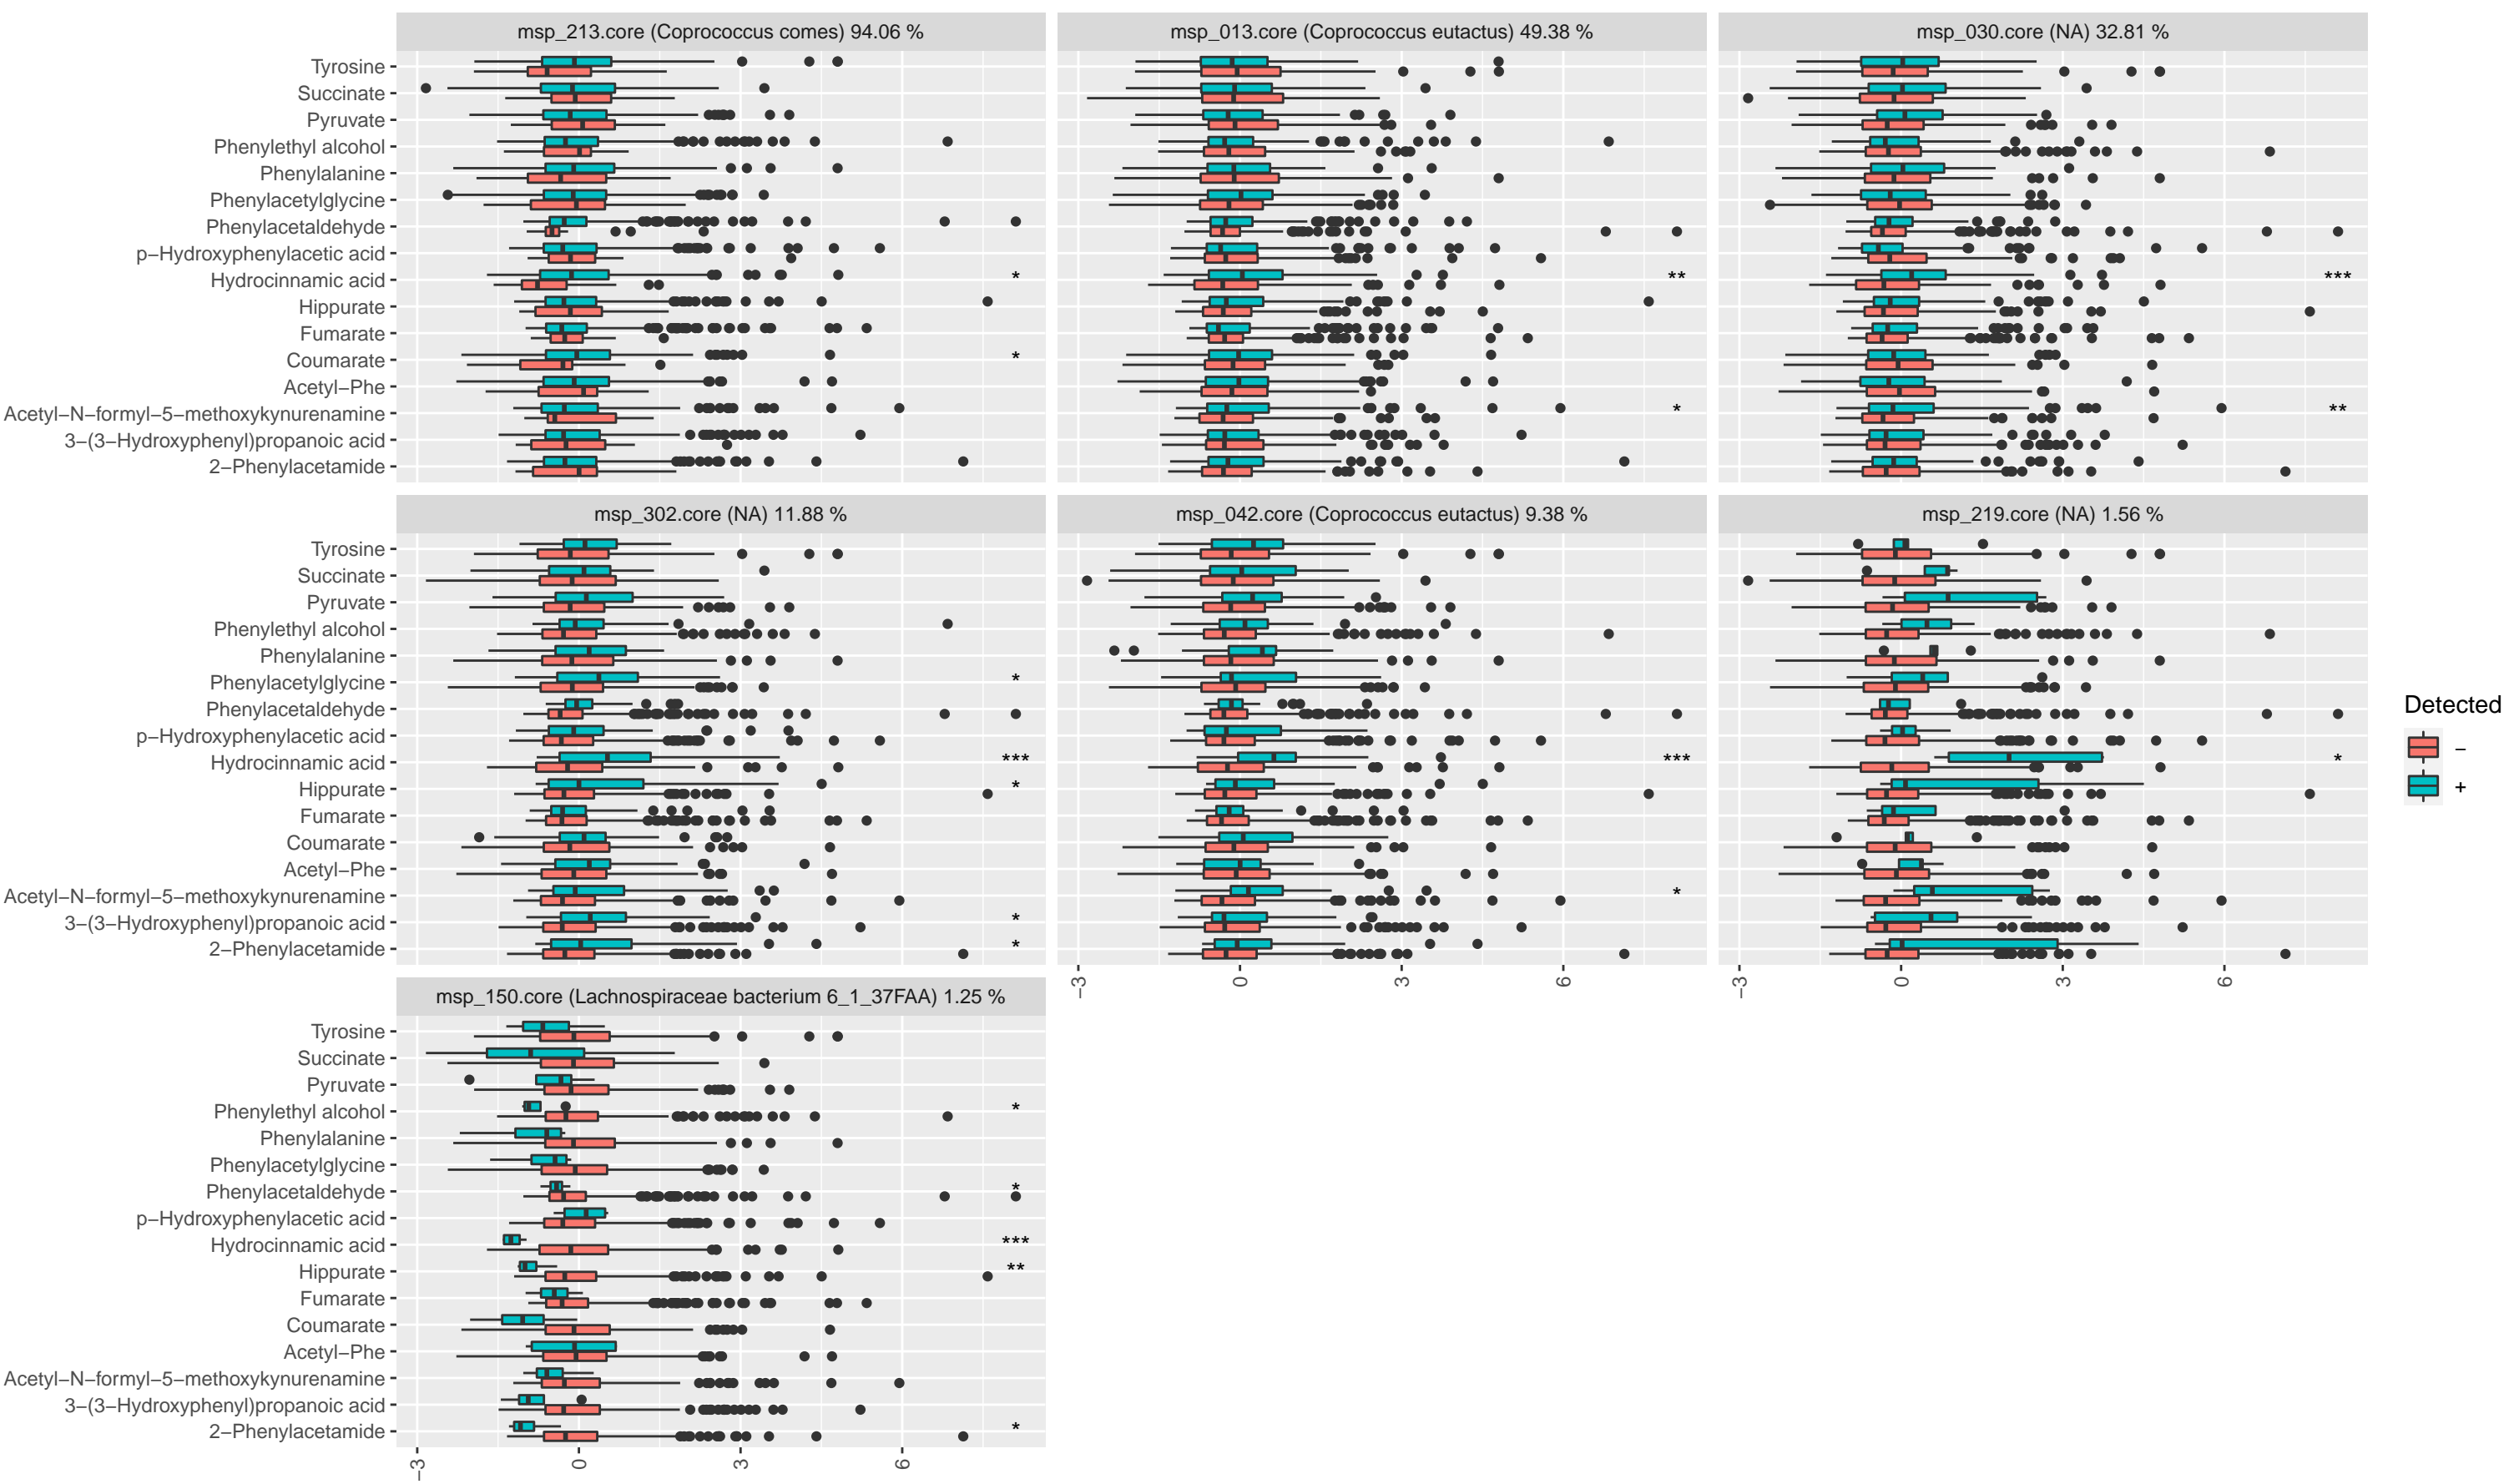 msp_213.core (Coprococcus comes) 94.06 %
msp_013.core (Coprococcus eutactus) 49.38 %
msp_030.core (NA) 32.81 %
Tyrosine
Succinate
Pyruvate
Phenylethyl alcohol
Phenylalanine
Phenylacetylglycine
Phenylacetaldehyde
p−Hydroxyphenylacetic acid
Hydrocinnamic acid * ** ***
Hippurate
Fumarate
Coumarate *
Acetyl−Phe
Acetyl−N−formyl−5−methoxykynurenamine * **
3−(3−Hydroxyphenyl)propanoic acid
2−Phenylacetamide
msp_302.core (NA) 11.88 %
msp_042.core (Coprococcus eutactus) 9.38 %
msp_219.core (NA) 1.56 %
Tyrosine
Succinate
Pyruvate
Phenylethyl alcohol
Phenylalanine
Phenylacetylglycine *
Phenylacetaldehyde
p−Hydroxyphenylacetic acid
Hydrocinnamic acid *** *** *
Hippurate *
Fumarate
Coumarate
Acetyl−Phe
Acetyl−N−formyl−5−methoxykynurenamine *
3−(3−Hydroxyphenyl)propanoic acid *
2−Phenylacetamide *
−3 0 3 6
−3 0 3 6
Detected
−
+
msp_150.core (Lachnospiraceae bacterium 6_1_37FAA) 1.25 %
Tyrosine
Succinate
Pyruvate
Phenylethyl alcohol *
Phenylalanine
Phenylacetylglycine
Phenylacetaldehyde *
p−Hydroxyphenylacetic acid
Hydrocinnamic acid ***
Hippurate **
Fumarate
Coumarate
Acetyl−Phe
Acetyl−N−formyl−5−methoxykynurenamine
3−(3−Hydroxyphenyl)propanoic acid
2−Phenylacetamide *
−3 0 3 6